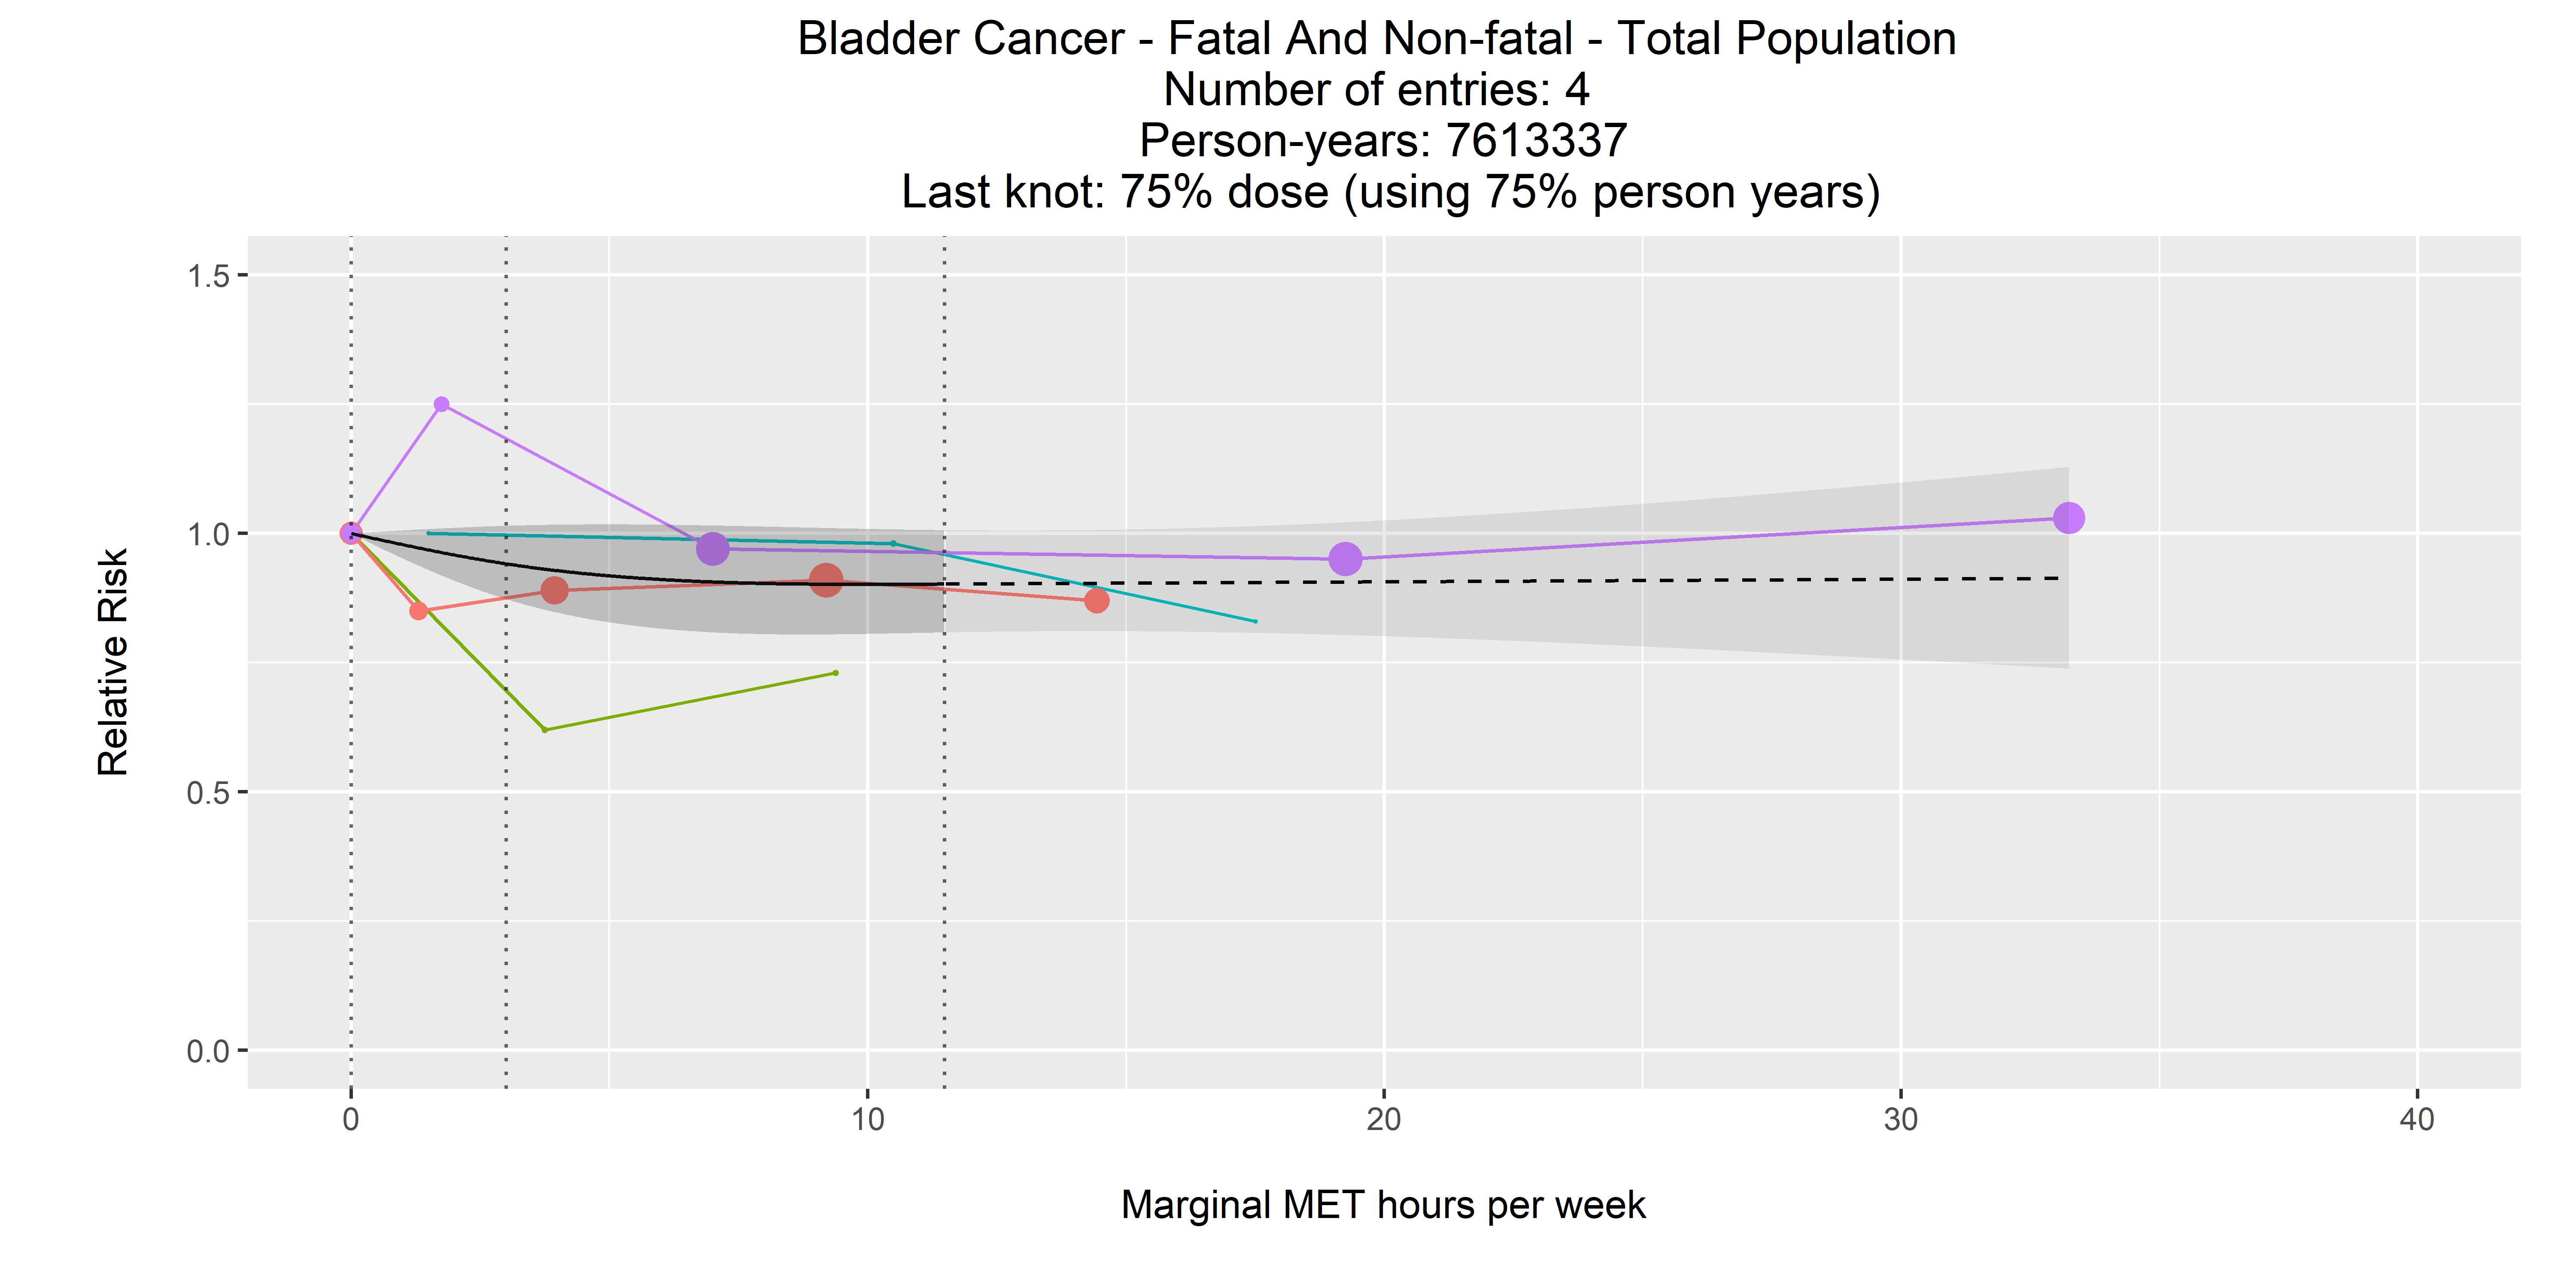 Bladder Cancer - Fatal And Non-fatal - Total Population
Number of entries: 4
Person-years: 7613337
Last knot: 75% dose (using 75% person years)
1.5
1.0
0.5
0.0
Relative Risk
0 10 20 30 40
Marginal MET hours per week